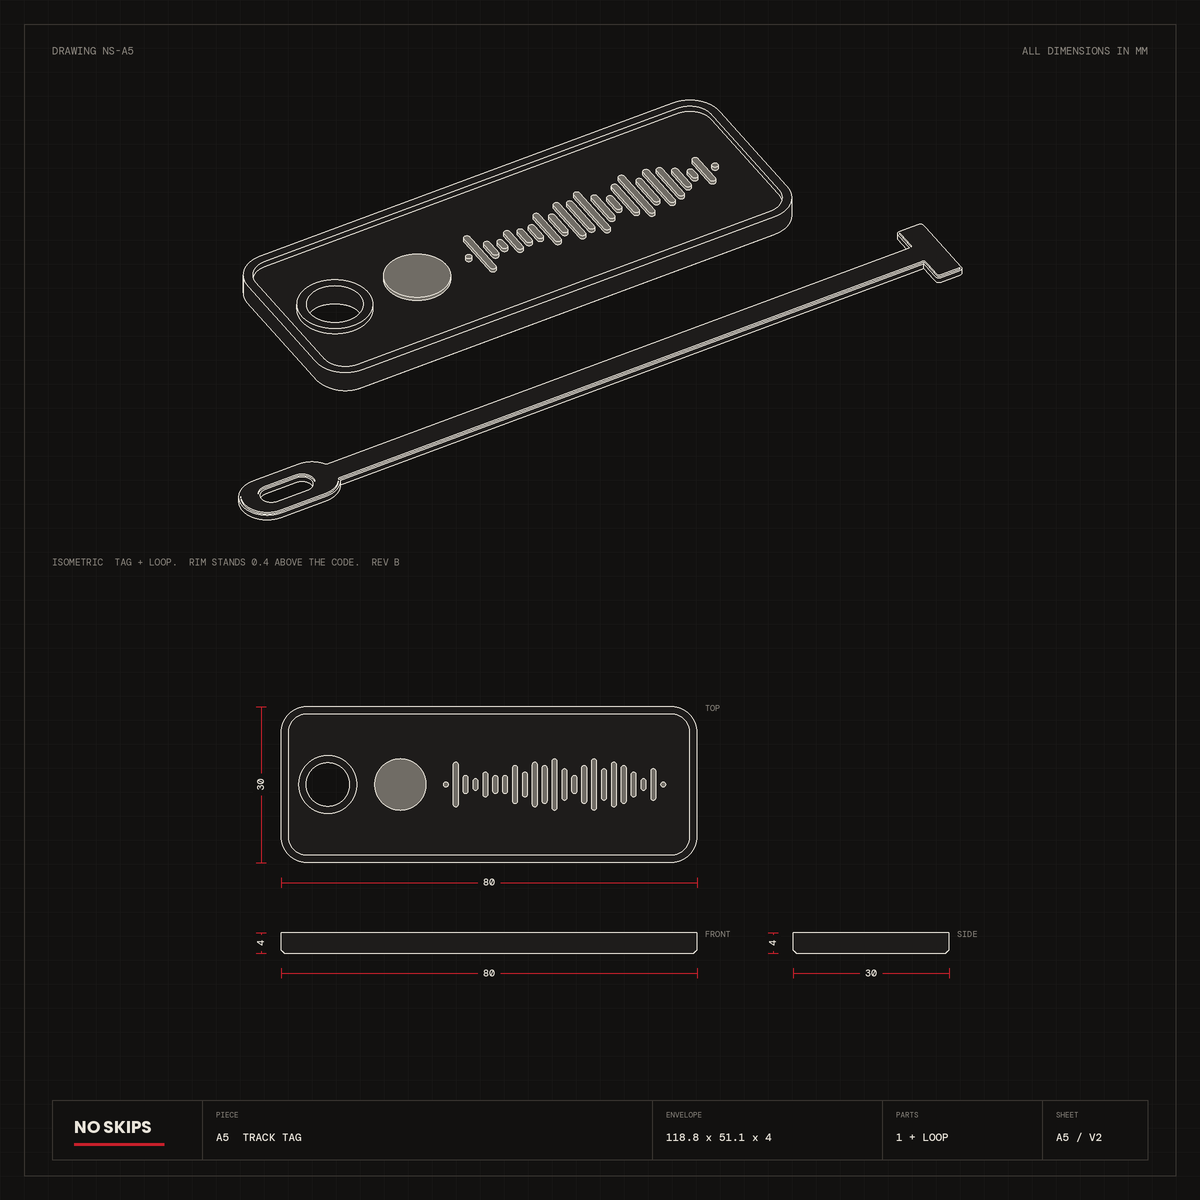 DRAWING NS-A5
ALL DIMENSIONS IN MM
ISOMETRIC  TAG + LOOP.  RIM STANDS 0.4 ABOVE THE CODE.  REV B
TOP
30
80
FRONT
4
80
SIDE
4
30
NO SKIPS
PIECE
A5  TRACK TAG
ENVELOPE
118.8 x 51.1 x 4
PARTS
1 + LOOP
SHEET
A5 / V2